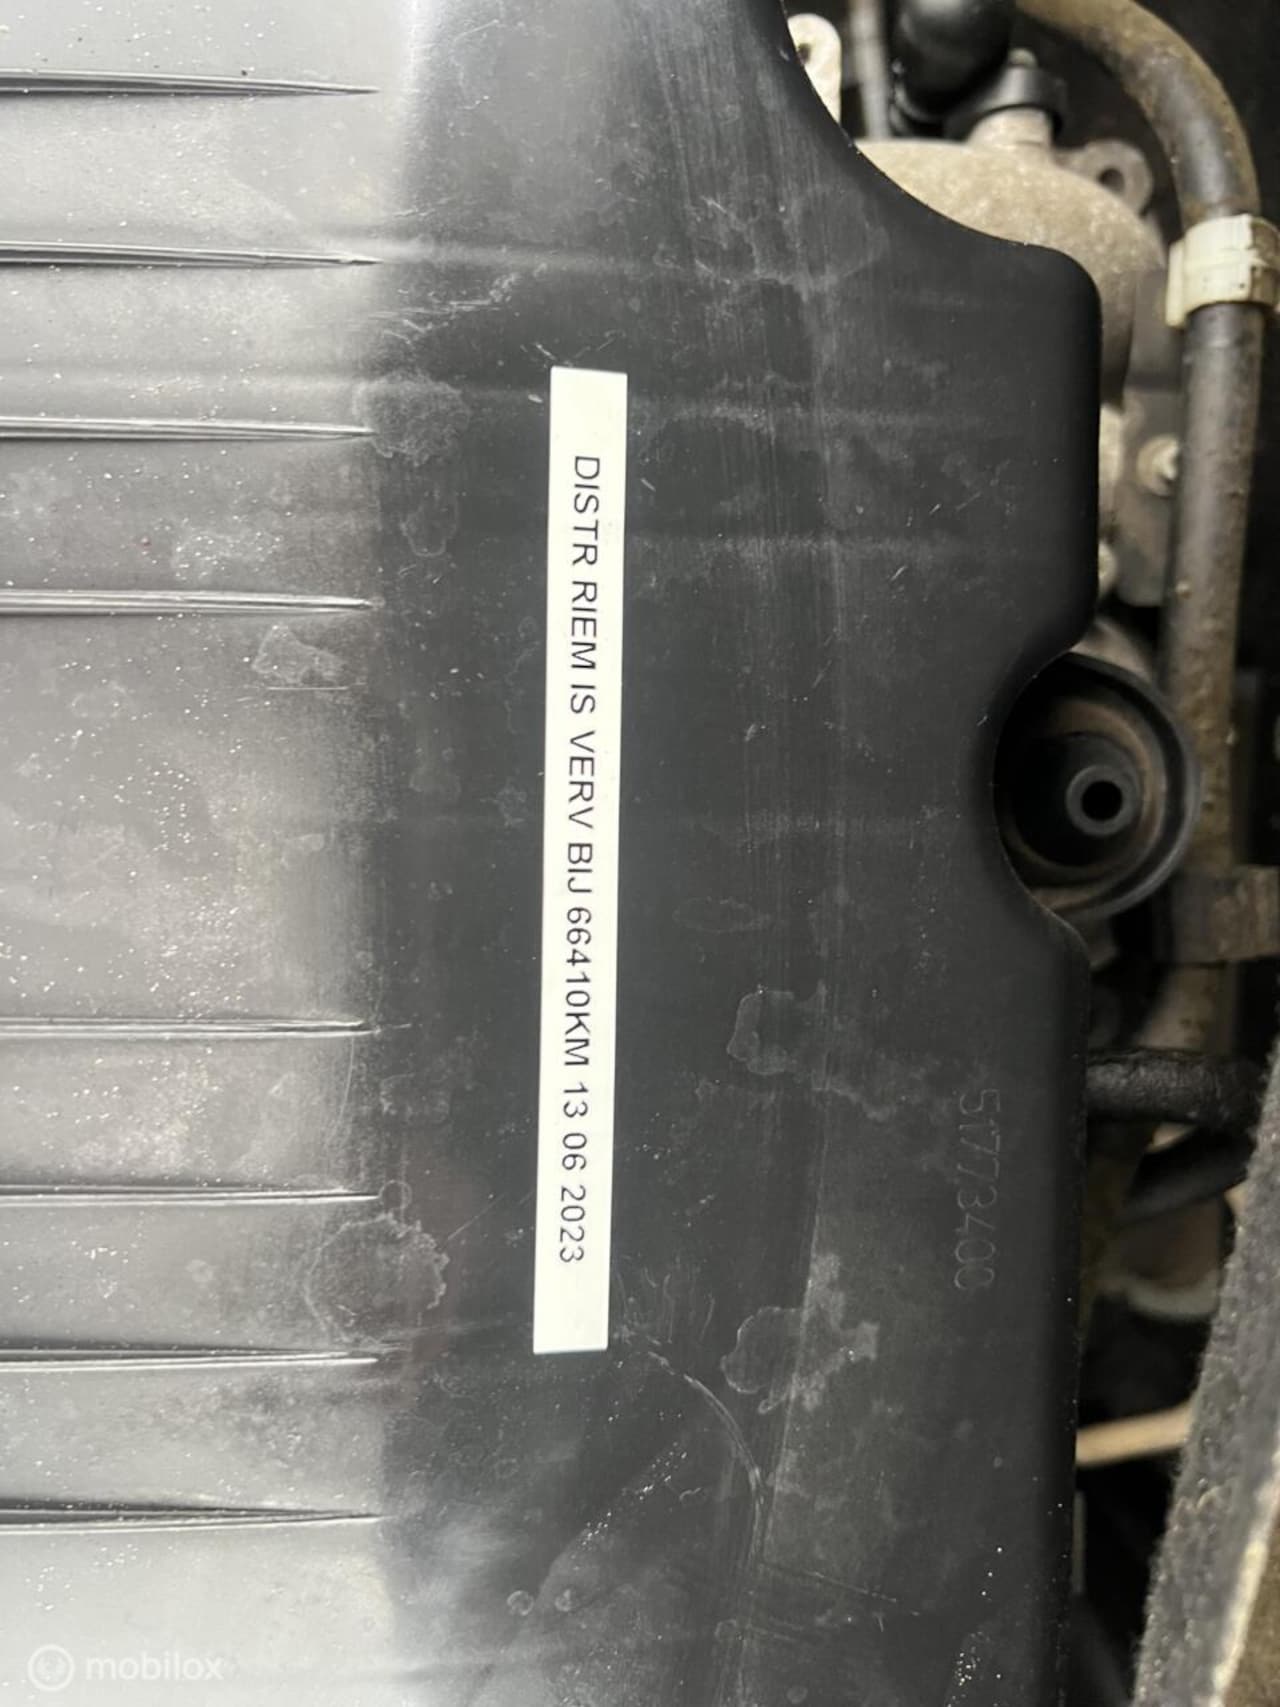 DISTR RIEM IS VERV BIJ 66410KM 13 06 2023
51773400
mobilox